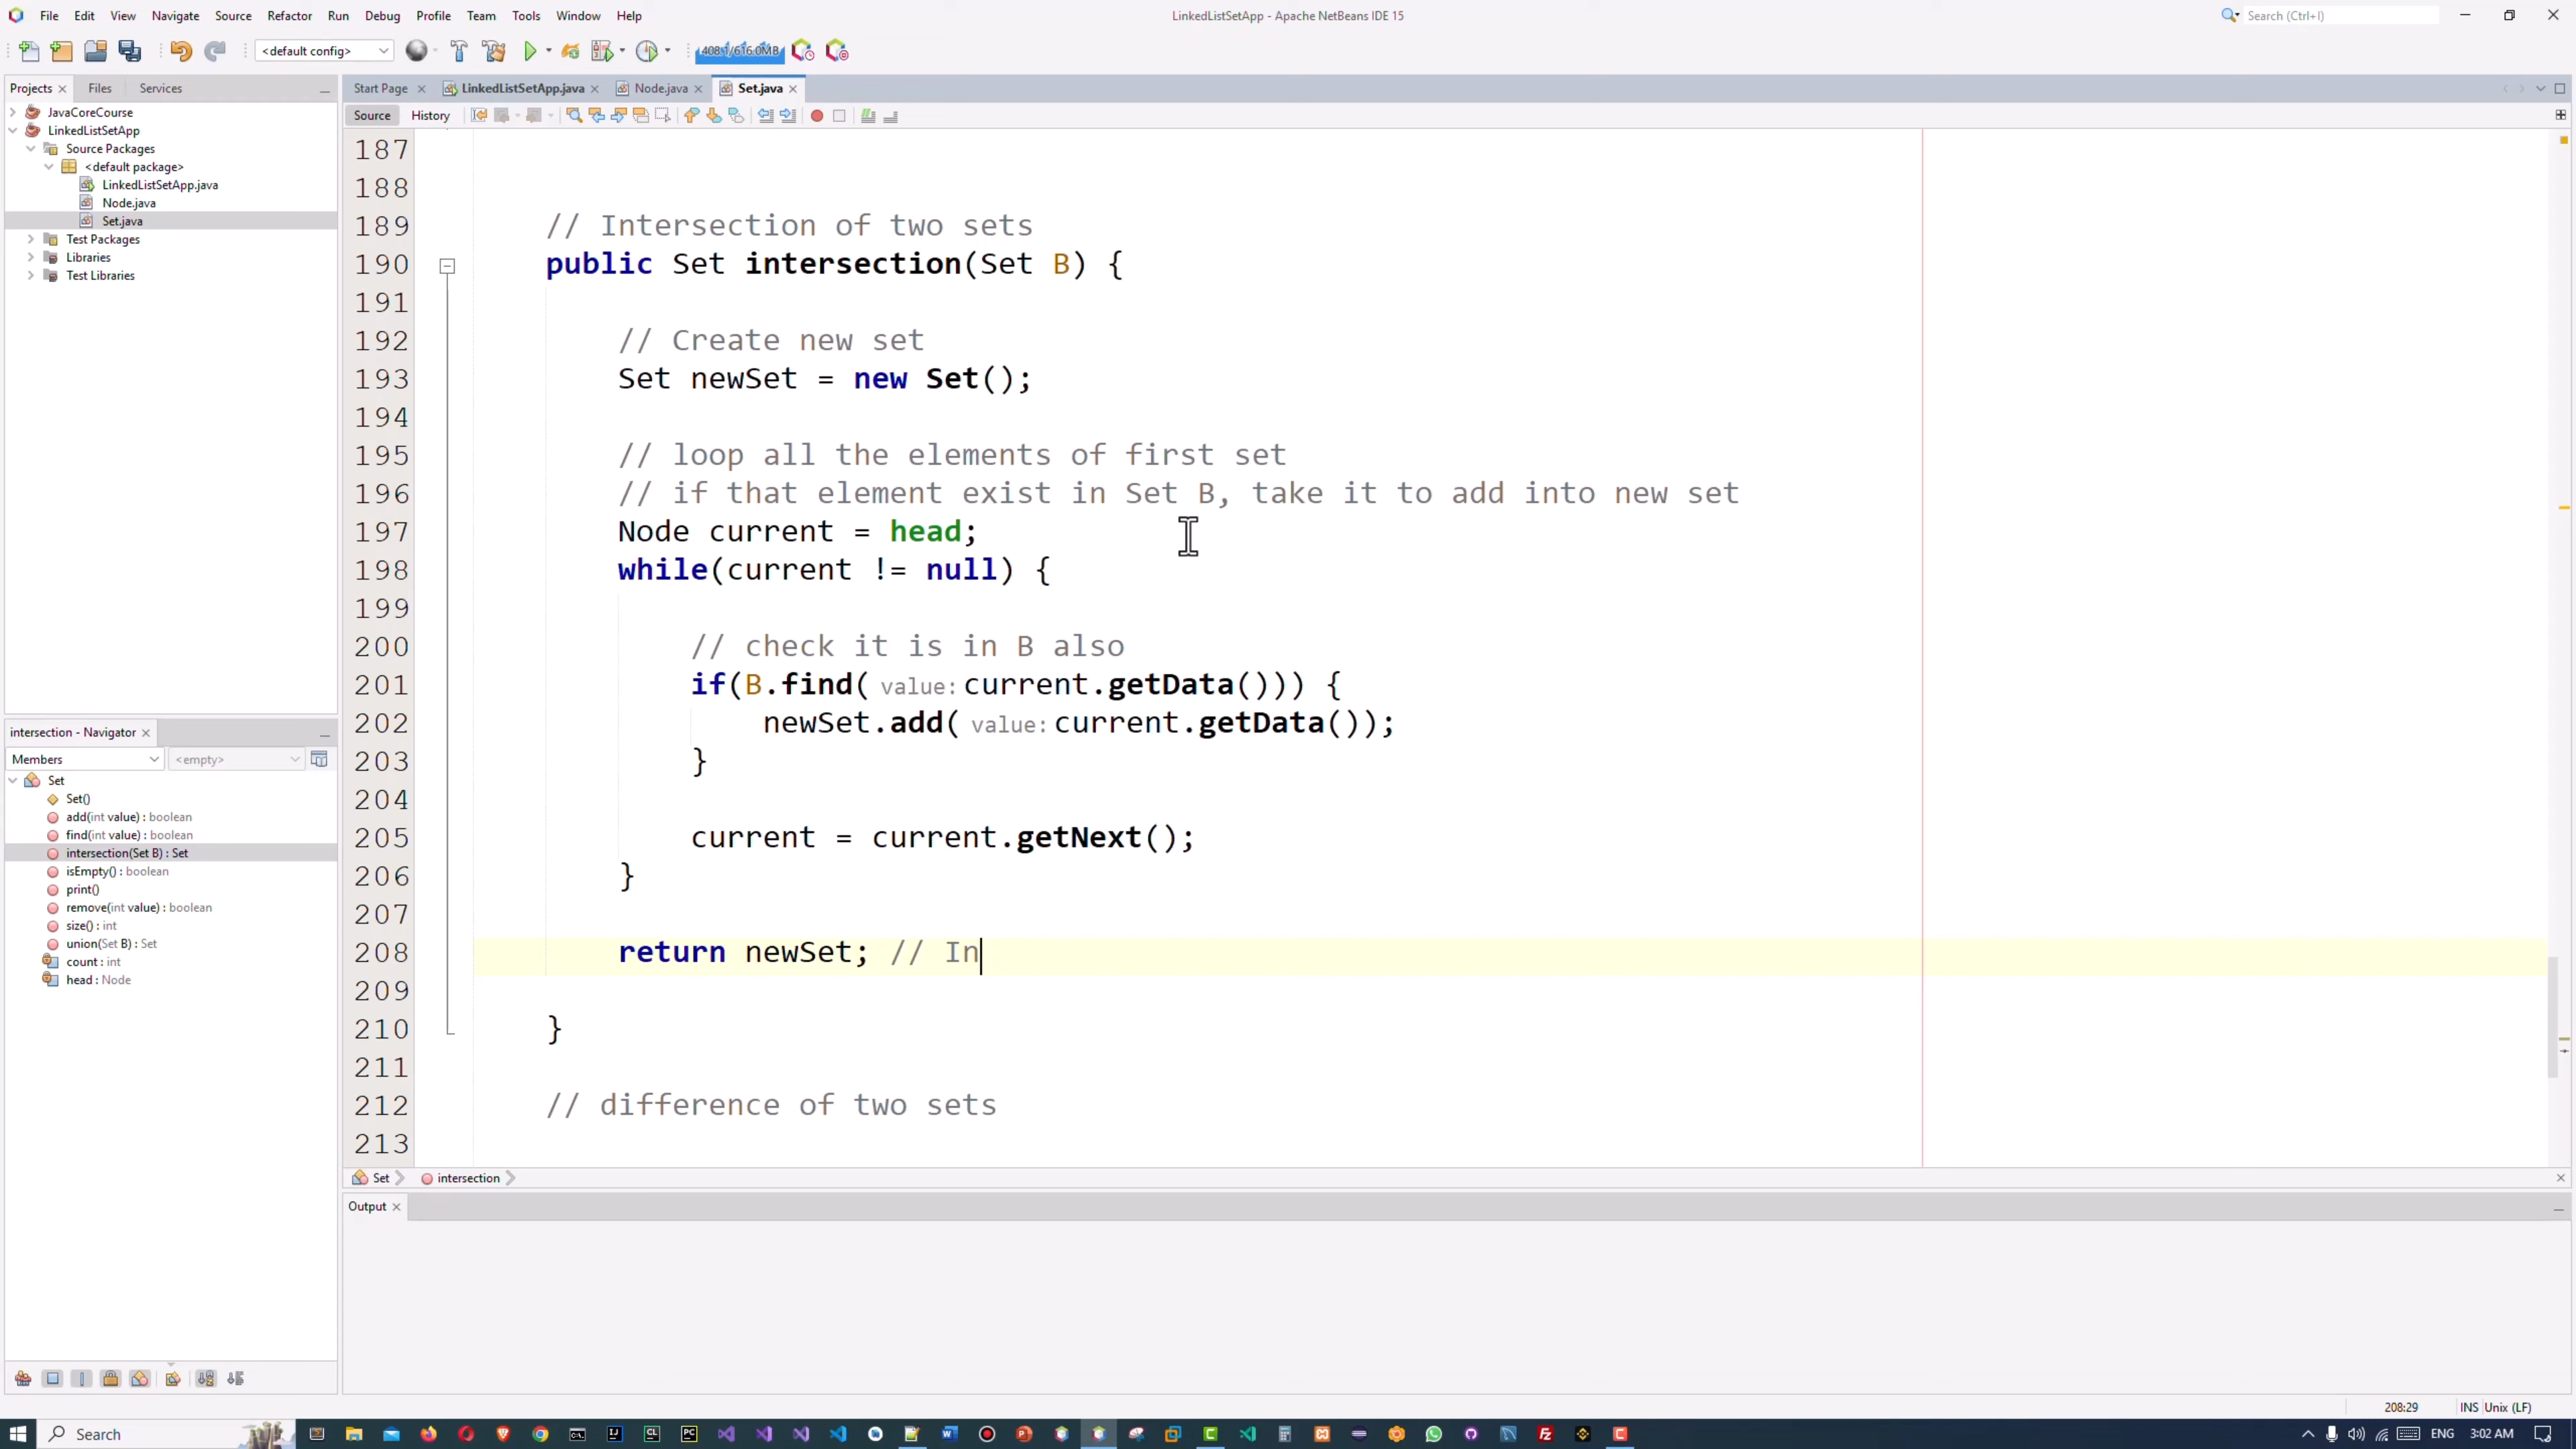 File Edit View Navigate Source Refactor Run Debug Profile Team Tools Window Help
LinkedListSetApp - Apache NetBeans IDE 15
Search (Ctrl+I)
<default config>
408.1/616.0MB
Projects Files Services
Start Page LinkedListSetApp.java Node.java Set.java
JavaCoreCourse
LinkedListSetApp
Source Packages
<default package>
LinkedListSetApp.java
Node.java
Set.java
Test Packages
Libraries
Test Libraries
Source History
187
188
189 // Intersection of two sets
190 public Set intersection(Set B) {
191
192 // Create new set
193 Set newSet = new Set();
194
195 // loop all the elements of first set
196 // if that element exist in Set B, take it to add into new set
197 Node current = head;
198 while(current != null) {
199
200 // check it is in B also
201 if(B.find( value: current.getData())) {
202 newSet.add( value: current.getData());
203 }
204
205 current = current.getNext();
206 }
207
208 return newSet; // In
209
210 }
211
212 // difference of two sets
213
intersection - Navigator
Members <empty>
Set
Set()
add(int value) : boolean
find(int value) : boolean
intersection(Set B) : Set
isEmpty() : boolean
print()
remove(int value) : boolean
size() : int
union(Set B) : Set
count : int
head : Node
Set intersection
Output
208:29 INS Unix (LF)
Search
ENG 3:02 AM